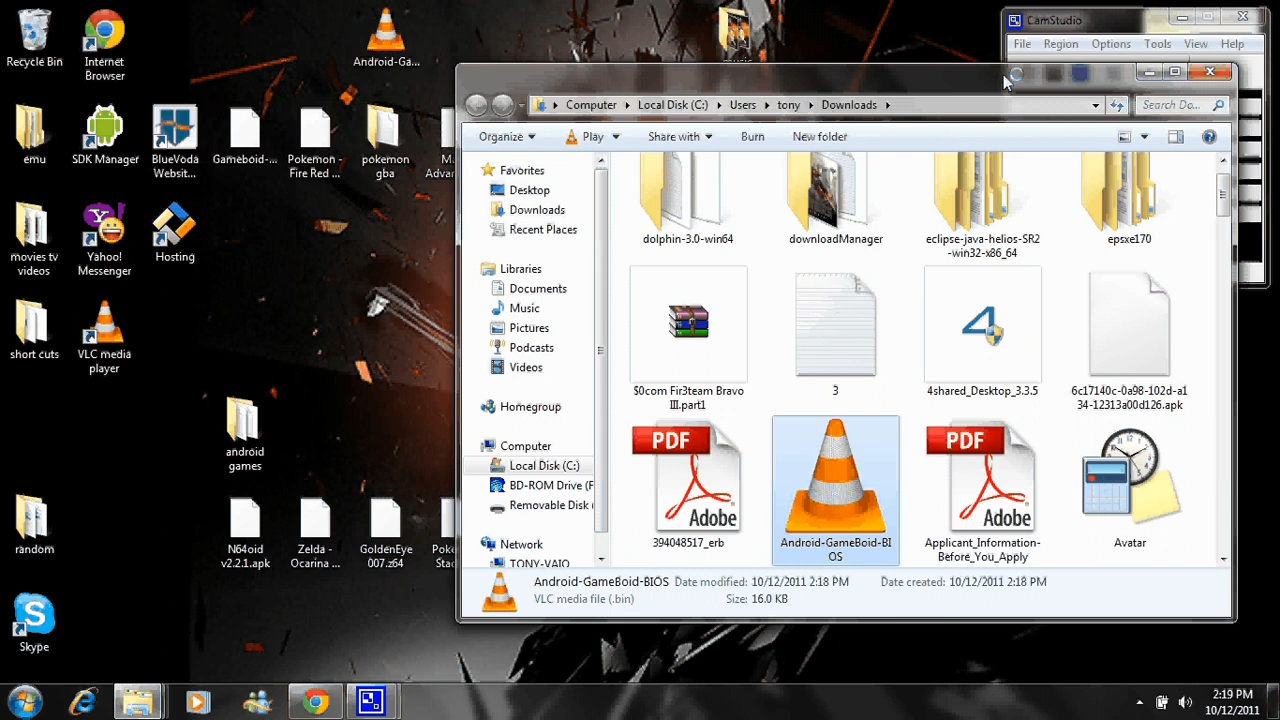 Recycle Bin
Internet
Browser
Android-Ga...
CamStudio
File Region Options Tools View Help
Computer Local Disk (C:) Users tony Downloads
Search Do...
Organize Play Share with Burn New folder
emu
SDK Manager
BlueVoda
Websit...
Gameboid-...
Pokemon -
Fire Red ...
pokemon
gba
Favorites
Desktop
Downloads
Recent Places
Libraries
Documents
Music
Pictures
Podcasts
Videos
Homegroup
Computer
Local Disk (C:)
BD-ROM Drive (F
Removable Disk
Network
TONY-VAIO
dolphin-3.0-win64
downloadManager
eclipse-java-helios-SR2
-win32-x86_64
epsxe170
$0com Fir3team Bravo
III.part1
3
4
4shared_Desktop_3.3.5
6c17140c-0a98-102d-a1
34-12313a00d126.apk
PDF
Adobe
394048517_erb
Android-GameBoid-BI
OS
PDF
Adobe
Applicant_Information-
Before_You_Apply
Avatar
Android-GameBoid-BIOS Date modified: 10/12/2011 2:18 PM Date created: 10/12/2011 2:18 PM
VLC media file (.bin) Size: 16.0 KB
movies tv
videos
Yahoo!
Messenger
Hosting
short cuts
VLC media
player
android
games
random
N64oid
v2.2.1.apk
Zelda -
Ocarina ...
GoldenEye
007.z64
Skype
2:19 PM
10/12/2011